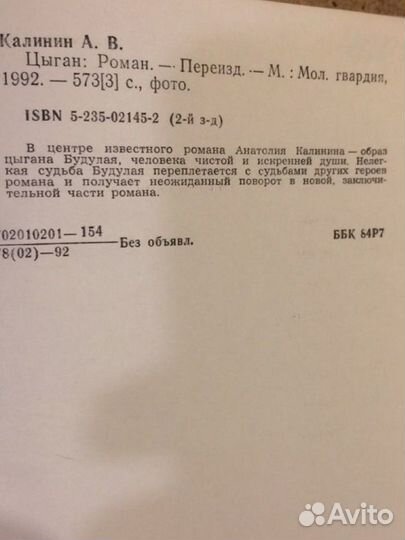 Калинин А. В.
Цыган: Роман. — Переизд. — М. : Мол. гвардия,
1992. — 573[3] с., фото.
ISBN 5-235-02145-2 (2-й з-д)
В центре известного романа Анатолия Калинина — образ
цыгана Будулая, человека чистой и искренней души. Нелег-
кая судьба Будулая переплетается с судьбами других героев
романа и получает неожиданный поворот в новой, заключи-
тельной части романа.
02010201—154
Без объявл.
ББК 84Р7
78(02)—92
Avito